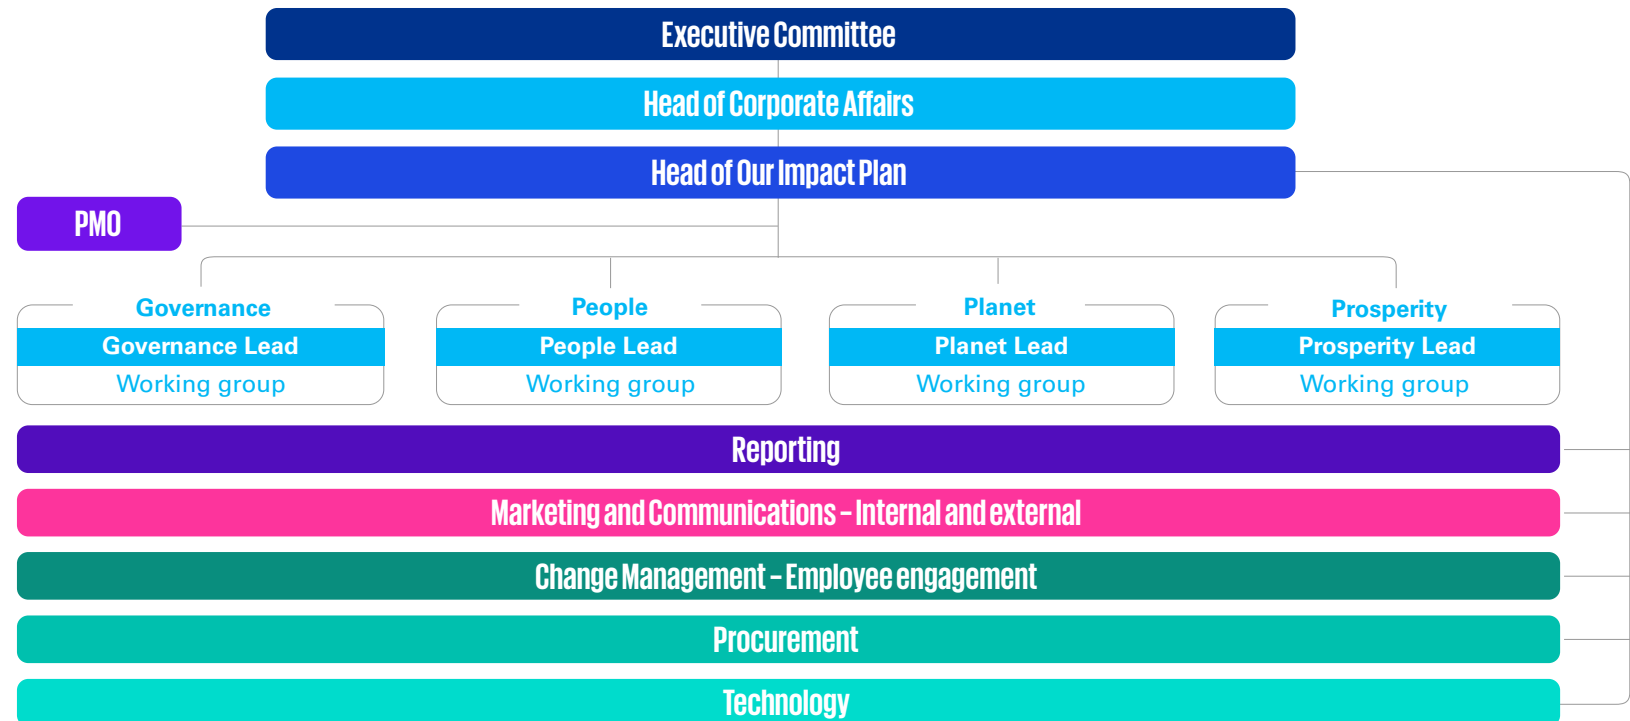 Executive Committee
Head of Corporate Affairs
Head of Our Impact Plan
PMO
Governance
Governance Lead
Working group
People
People Lead
Working group
Planet
Planet Lead
Working group
Prosperity
Prosperity Lead
Working group
Reporting
Marketing and Communications – Internal and external
Change Management – Employee engagement
Procurement
Technology